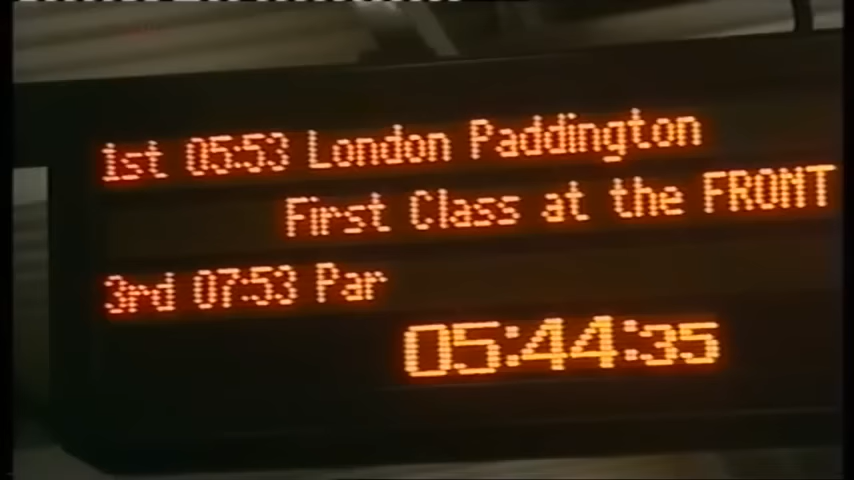 1st 05:53 London Paddington
First Class at the FRONT
3rd 07:53 Par
05:44:35